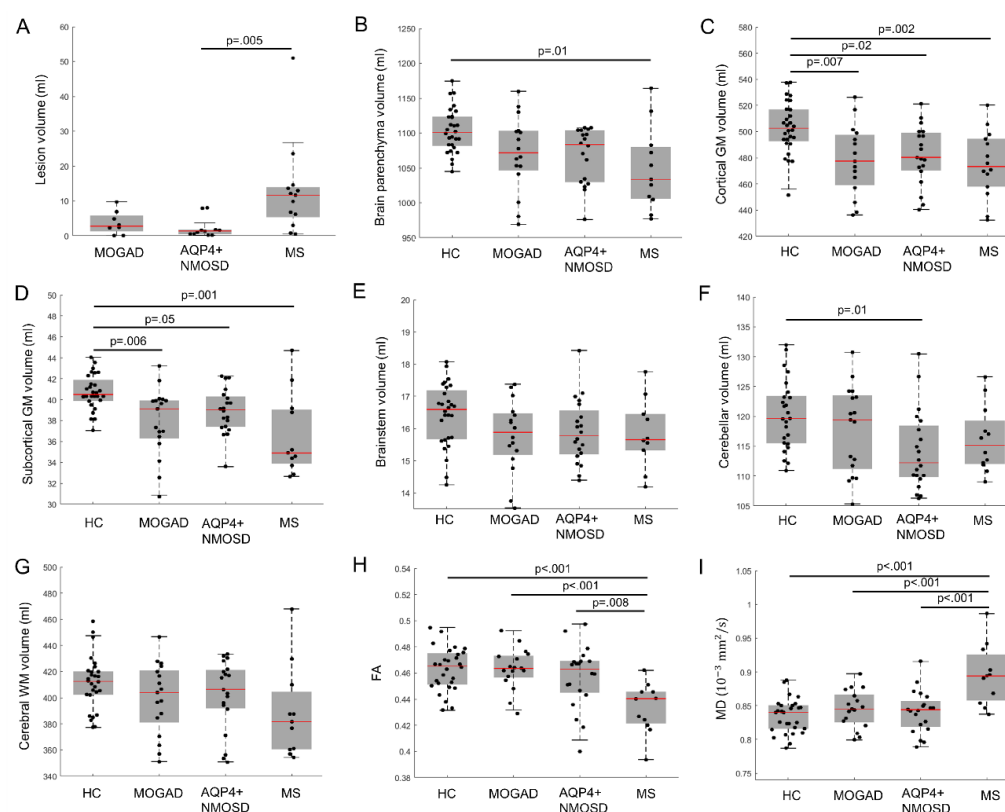 A
Lesion volume (ml)
60
50
40
30
20
10
0
p=.005
MOGAD
AQP4+
NMOSD
MS
B
Brain parenchyma volume (ml)
1250
1200
1150
1100
1050
1000
950
p=.01
HC
MOGAD
AQP4+
NMOSD
MS
C
Cortical GM volume (ml)
560
540
520
500
480
460
440
420
p=.002
p=.02
p=.007
HC
MOGAD
AQP4+
NMOSD
MS
D
Subcortical GM volume (ml)
50
48
46
44
42
40
38
36
34
32
30
p=.001
p=.05
p=.006
HC
MOGAD
AQP4+
NMOSD
MS
E
Brainstem volume (ml)
20
19
18
17
16
15
14
HC
MOGAD
AQP4+
NMOSD
MS
F
Cerebellar volume (ml)
140
135
130
125
120
115
110
105
p=.01
HC
MOGAD
AQP4+
NMOSD
MS
G
Cerebral WM volume (ml)
500
480
460
440
420
400
380
360
340
HC
MOGAD
AQP4+
NMOSD
MS
H
FA
0.54
0.52
0.5
0.48
0.46
0.44
0.42
0.4
0.38
p<.001
p<.001
p=.008
HC
MOGAD
AQP4+
NMOSD
MS
I
MD (10⁻³ mm²/s)
1.05
1
0.95
0.9
0.85
0.8
0.75
p<.001
p<.001
p<.001
HC
MOGAD
AQP4+
NMOSD
MS